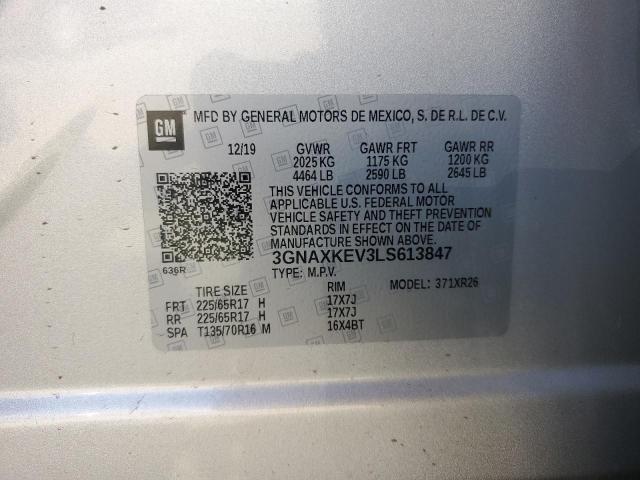 GM
MFD BY GENERAL MOTORS DE MEXICO, S. DE R.L. DE C.V.
12/19 GVWR GAWR FRT GAWR RR
2025 KG 1175 KG 1200 KG
4464 LB 2590 LB 2645 LB
THIS VEHICLE CONFORMS TO ALL
APPLICABLE U.S. FEDERAL MOTOR
VEHICLE SAFETY AND THEFT PREVENTION
STANDARDS IN EFFECT ON THE DATE OF
MANUFACTURE SHOWN ABOVE.
636R
3GNAXKEV3LS613847
TYPE: M.P.V. MODEL: 371XR26
TIRE SIZE RIM
FRT 225/65R17 H 17X7J
RR 225/65R17 H 17X7J
SPA T135/70R16 M 16X4BT